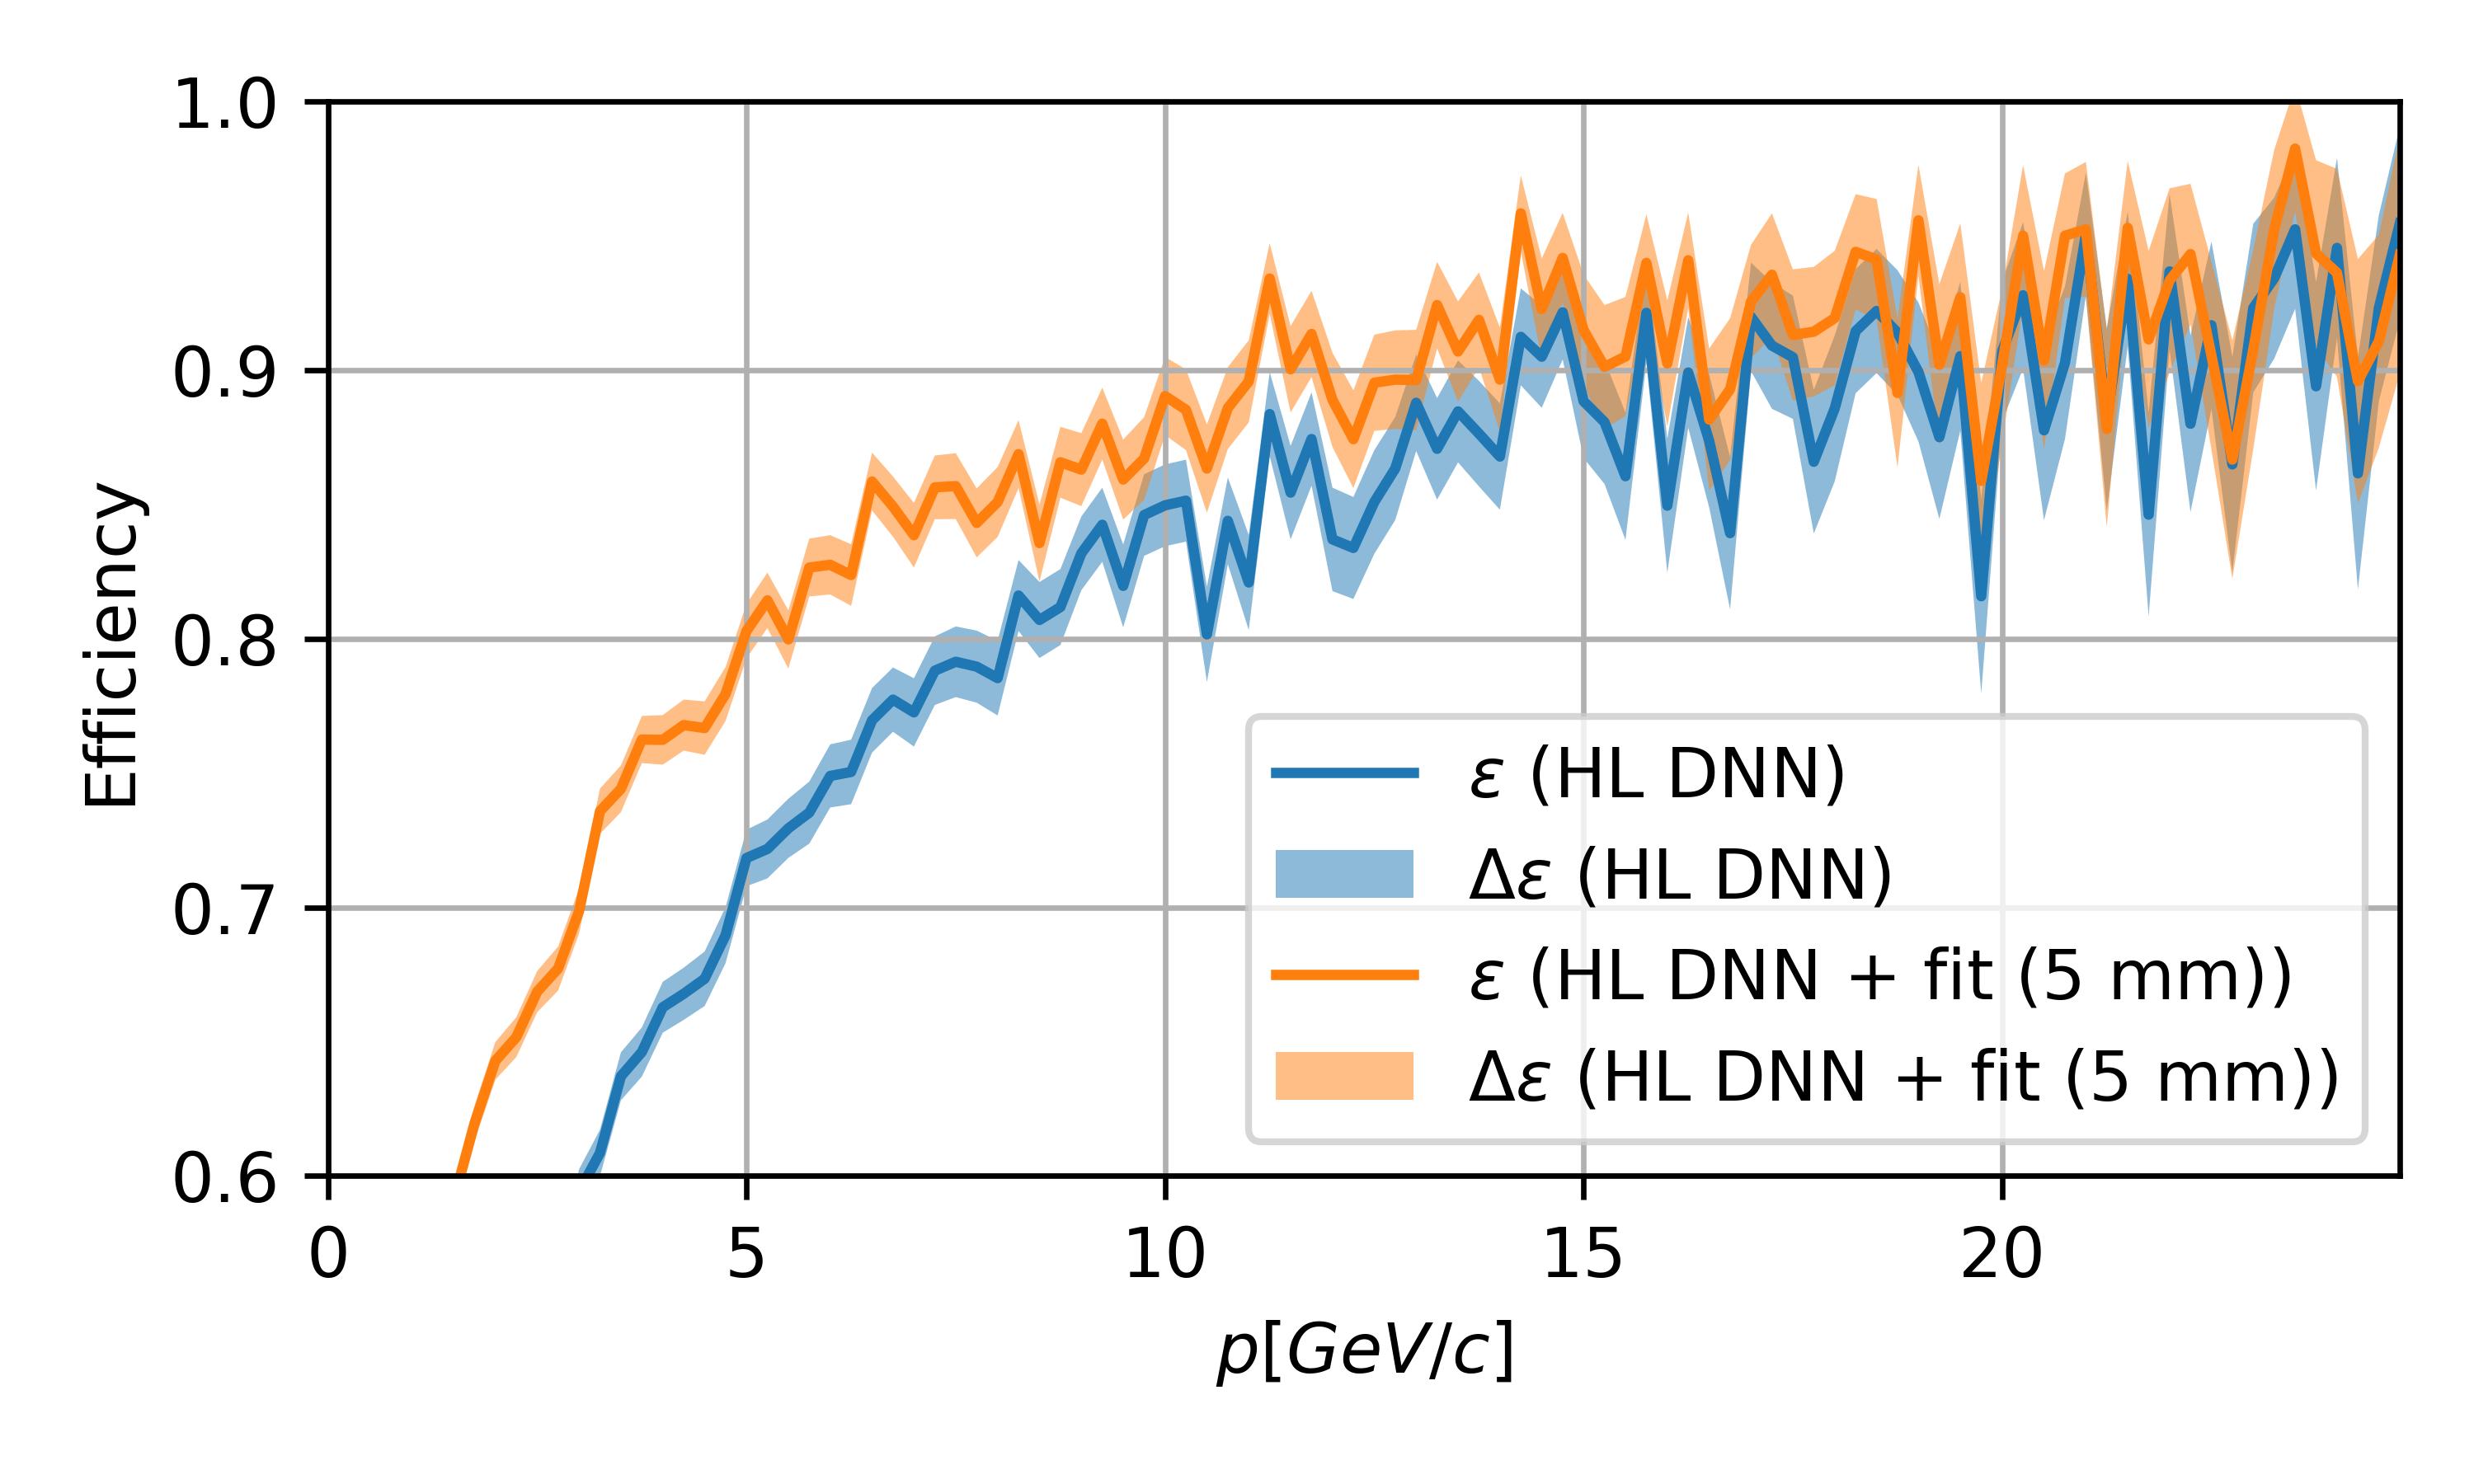 1.0
0.9
0.8
0.7
0.6
Efficiency
ε (HL DNN)
Δε (HL DNN)
ε (HL DNN + fit (5 mm))
Δε (HL DNN + fit (5 mm))
0 5 10 15 20
p[GeV/c]